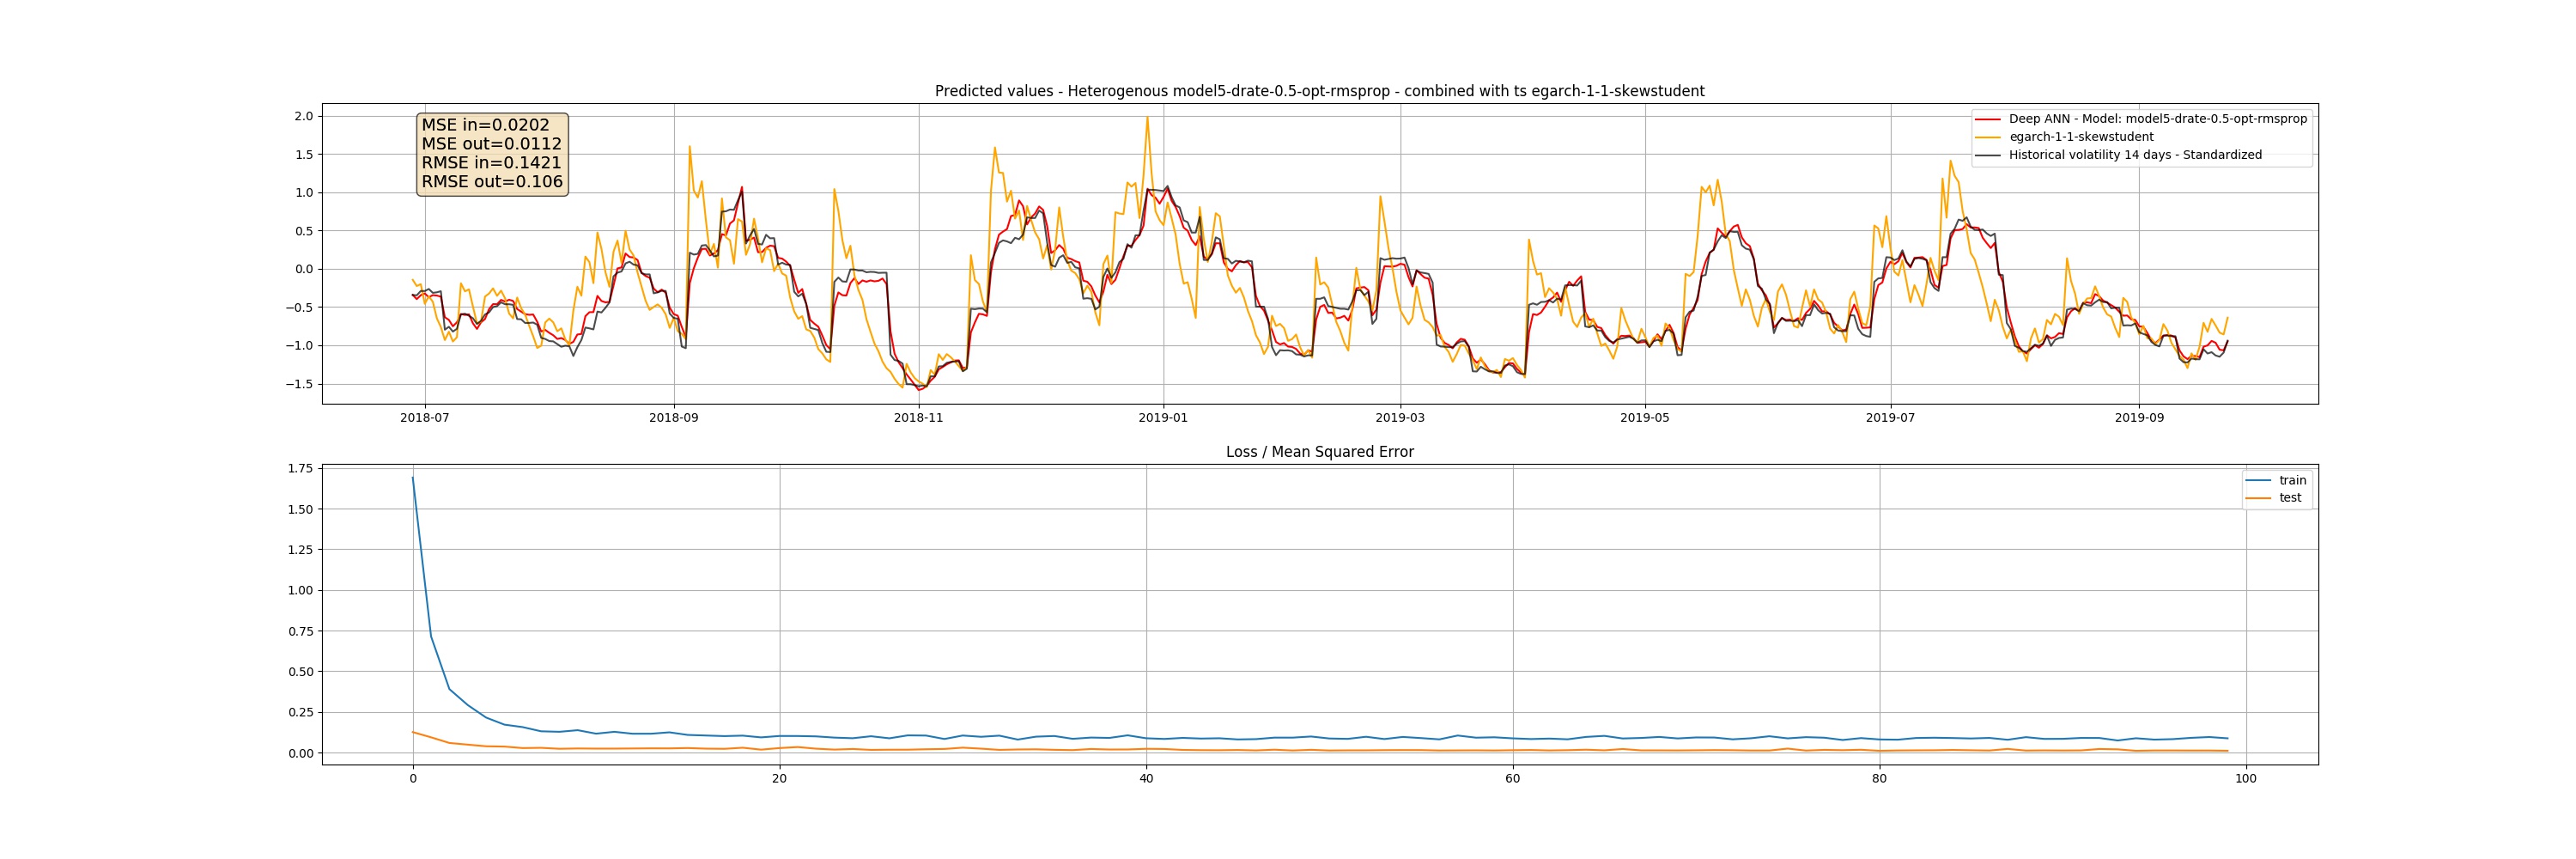 Predicted values - Heterogenous model5-drate-0.5-opt-rmsprop - combined with ts egarch-1-1-skewstudent
MSE in=0.0202
MSE out=0.0112
RMSE in=0.1421
RMSE out=0.106
Deep ANN - Model: model5-drate-0.5-opt-rmsprop
egarch-1-1-skewstudent
Historical volatility 14 days - Standardized
2.0
1.5
1.0
0.5
0.0
−0.5
−1.0
−1.5
2018-07 2018-09 2018-11 2019-01 2019-03 2019-05 2019-07 2019-09
Loss / Mean Squared Error
train
test
1.75
1.50
1.25
1.00
0.75
0.50
0.25
0.00
0 20 40 60 80 100